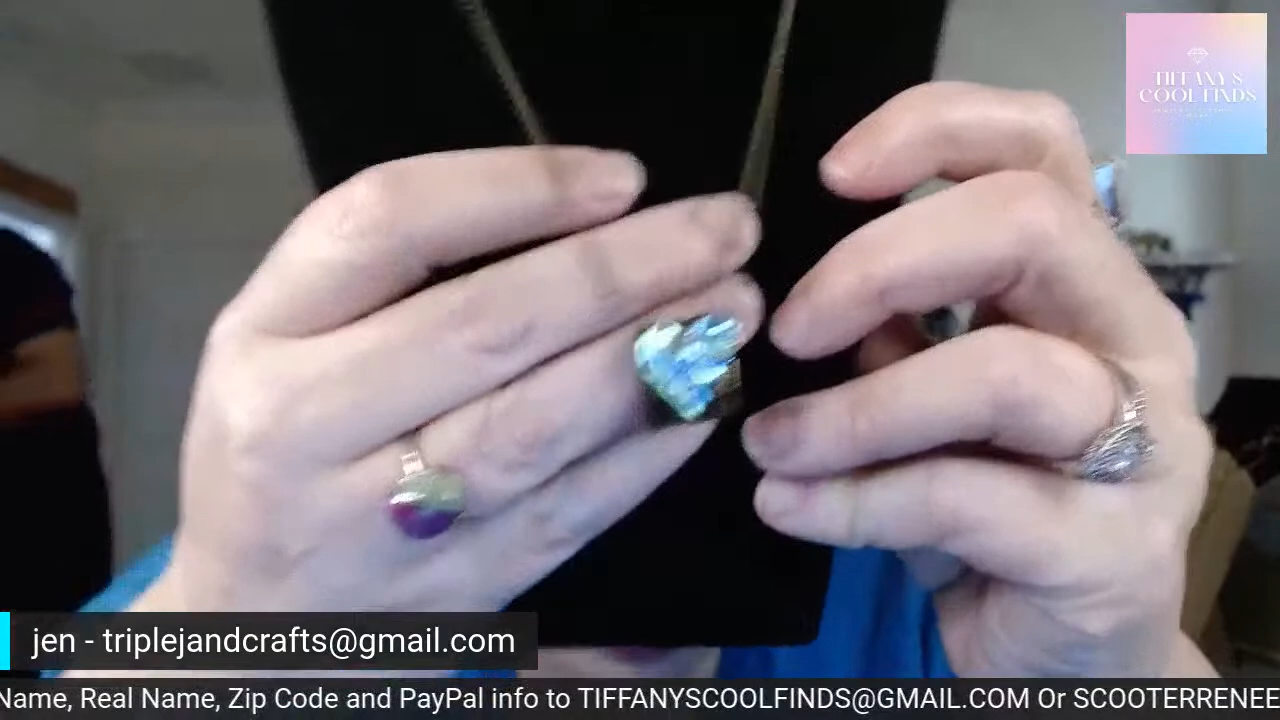 TIFFANY'S
COOL FINDS
jen - triplejandcrafts@gmail.com
Name, Real Name, Zip Code and PayPal info to TIFFANYSCOOLFINDS@GMAIL.COM Or SCOOTERRENEE